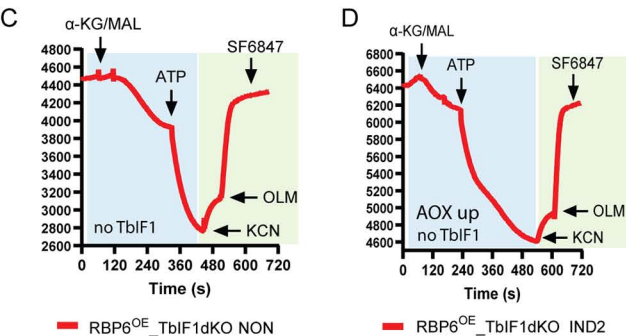 C
α-KG/MAL
ATP
SF6847
4800
4600
4400
4200
4000
3800
3600
3400
3200
3000
2800
2600
no TbIF1
OLM
KCN
0 120 240 360 480 600 720
Time (s)
RBP6OE_TbIF1dKO NON
D
α-KG/MAL
ATP
SF6847
6800
6600
6400
6200
6000
5800
5600
5400
5200
5000
4800
4600
AOX up
no TbIF1
OLM
KCN
0 120 240 360 480 600 720
Time (s)
RBP6OE_TbIF1dKO IND2